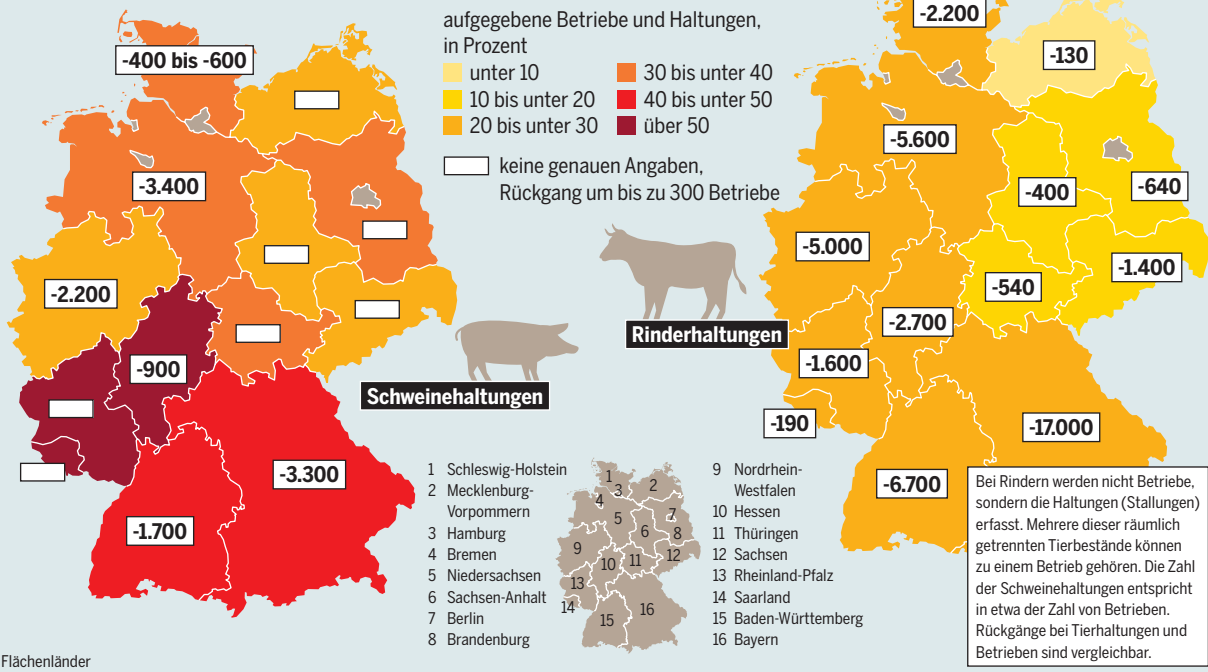 aufgegebene Betriebe und Haltungen,
in Prozent
unter 10
10 bis unter 20
20 bis unter 30
30 bis unter 40
40 bis unter 50
über 50
keine genauen Angaben,
Rückgang um bis zu 300 Betriebe
-400 bis -600
-3.400
-2.200
-900
-3.300
-1.700
Schweinehaltungen
-2.200
-130
-5.600
-400
-640
-5.000
-1.400
-540
-2.700
-1.600
-190
-17.000
-6.700
Rinderhaltungen
1 Schleswig-Holstein
2 Mecklenburg-
Vorpommern
3 Hamburg
4 Bremen
5 Niedersachsen
6 Sachsen-Anhalt
7 Berlin
8 Brandenburg
1
2
3
4
5
6
7
8
9
10
11
12
13
14
15
16
9 Nordrhein-
Westfalen
10 Hessen
11 Thüringen
12 Sachsen
13 Rheinland-Pfalz
14 Saarland
15 Baden-Württemberg
16 Bayern
Bei Rindern werden nicht Betriebe,
sondern die Haltungen (Stallungen)
erfasst. Mehrere dieser räumlich
getrennten Tierbestände können
zu einem Betrieb gehören. Die Zahl
der Schweinehaltungen entspricht
in etwa der Zahl von Betrieben.
Rückgänge bei Tierhaltungen und
Betrieben sind vergleichbar.
Flächenländer